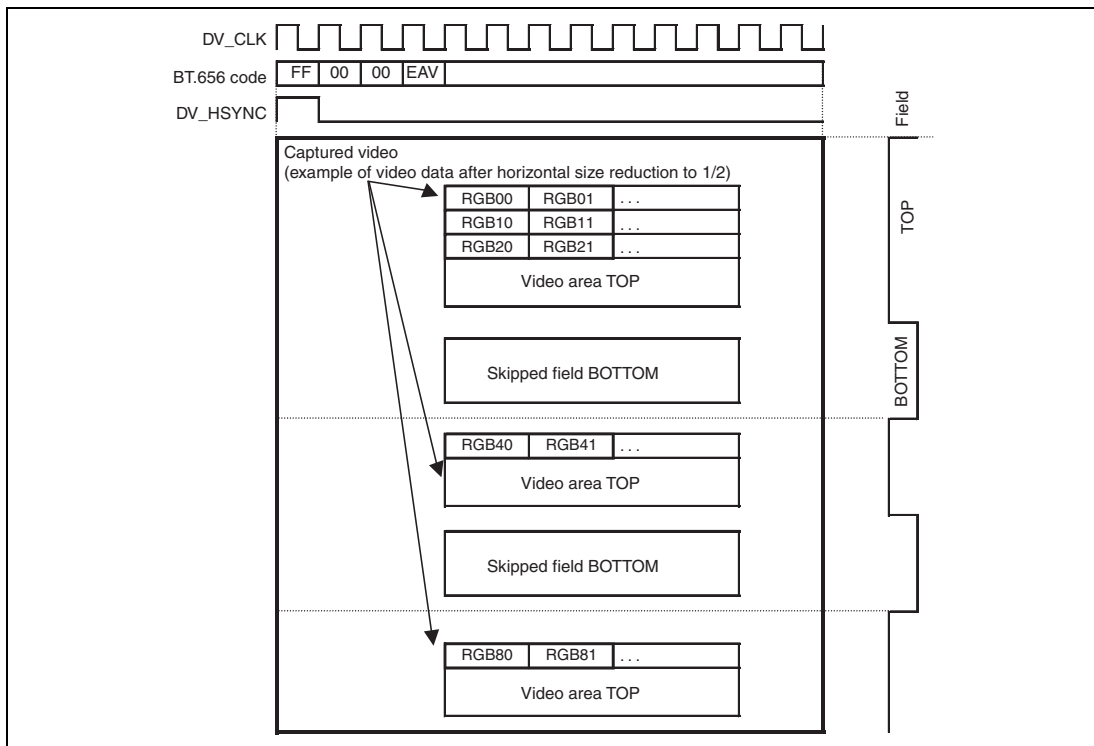 DV_CLK
BT.656 code FF 00 00 EAV
DV_HSYNC
Field
Captured video
(example of video data after horizontal size reduction to 1/2)
RGB00 RGB01 . . .
RGB10 RGB11 . . .
RGB20 RGB21 . . .
Video area TOP
TOP
Skipped field BOTTOM
BOTTOM
RGB40 RGB41 . . .
Video area TOP
Skipped field BOTTOM
RGB80 RGB81 . . .
Video area TOP